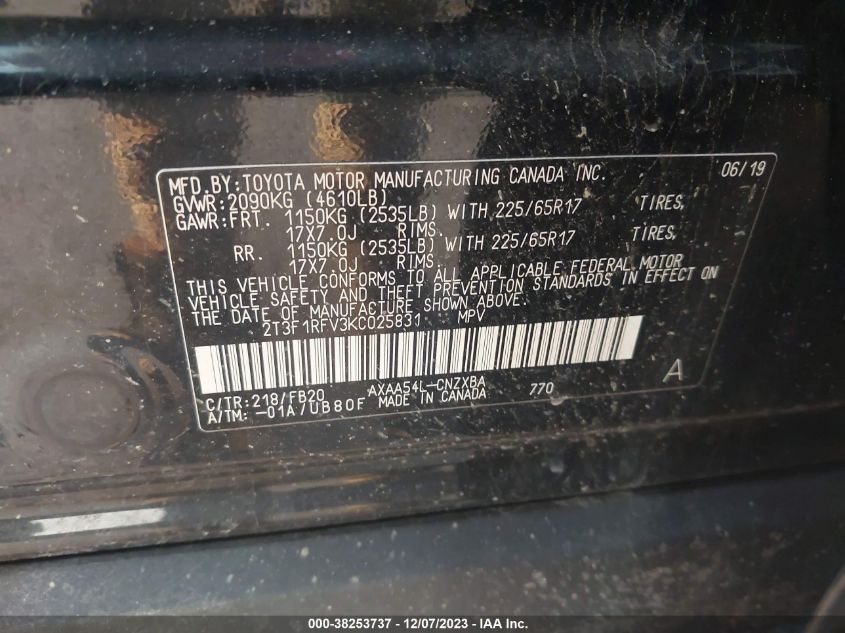 MFD.BY:TOYOTA MOTOR MANUFACTURING CANADA INC. 06/19
GVWR:2090KG (4610LB)
GAWR:FRT. 1150KG (2535LB) WITH 225/65R17 TIRES,
17X7.0J RIMS.
RR. 1150KG (2535LB) WITH 225/65R17 TIRES,
17X7.0J RIMS.
THIS VEHICLE CONFORMS TO ALL APPLICABLE FEDERAL MOTOR
VEHICLE SAFETY AND THEFT PREVENTION STANDARDS IN EFFECT ON
THE DATE OF MANUFACTURE SHOWN ABOVE.
2T3F1RFV3KC025831 MPV
C/TR:218/FB20 AXAA54L-CNZXBA 770 A
A/TM:-01A/UB80F MADE IN CANADA
000-38253737 - 12/07/2023 - IAA Inc.